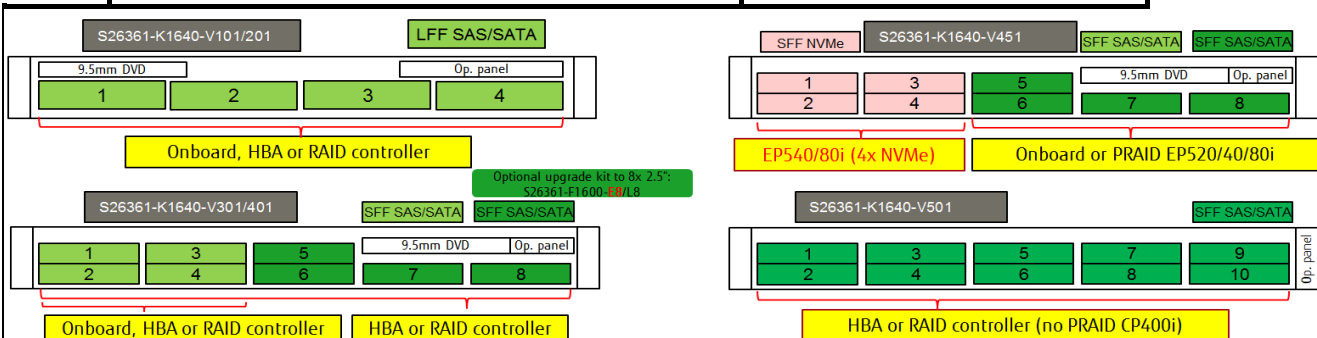 S26361-K1640-V101/201
LFF SAS/SATA
9.5mm DVD
Op. panel
1
2
3
4
Onboard, HBA or RAID controller
SFF NVMe
S26361-K1640-V451
SFF SAS/SATA
SFF SAS/SATA
1
3
5
9.5mm DVD
Op. panel
2
4
6
7
8
EP540/80i (4x NVMe)
Onboard or PRAID EP520/40/80i
Optional upgrade kit to 8x 2.5":
S26361-F1600-E8/L8
S26361-K1640-V301/401
SFF SAS/SATA
SFF SAS/SATA
1
3
5
9.5mm DVD
Op. panel
2
4
6
7
8
Onboard, HBA or RAID controller
HBA or RAID controller
S26361-K1640-V501
SFF SAS/SATA
1
3
5
7
9
2
4
6
8
10
Op. panel
HBA or RAID controller (no PRAID CP400i)